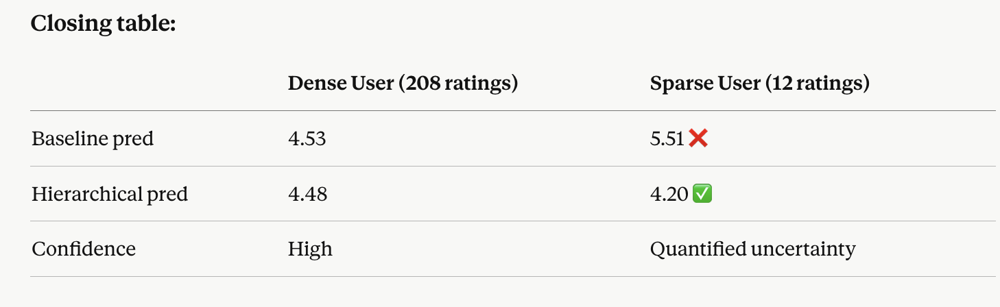 Closing table:
Dense User (208 ratings) Sparse User (12 ratings)
Baseline pred 4.53 5.51 ❌
Hierarchical pred 4.48 4.20 ✅
Confidence High Quantified uncertainty